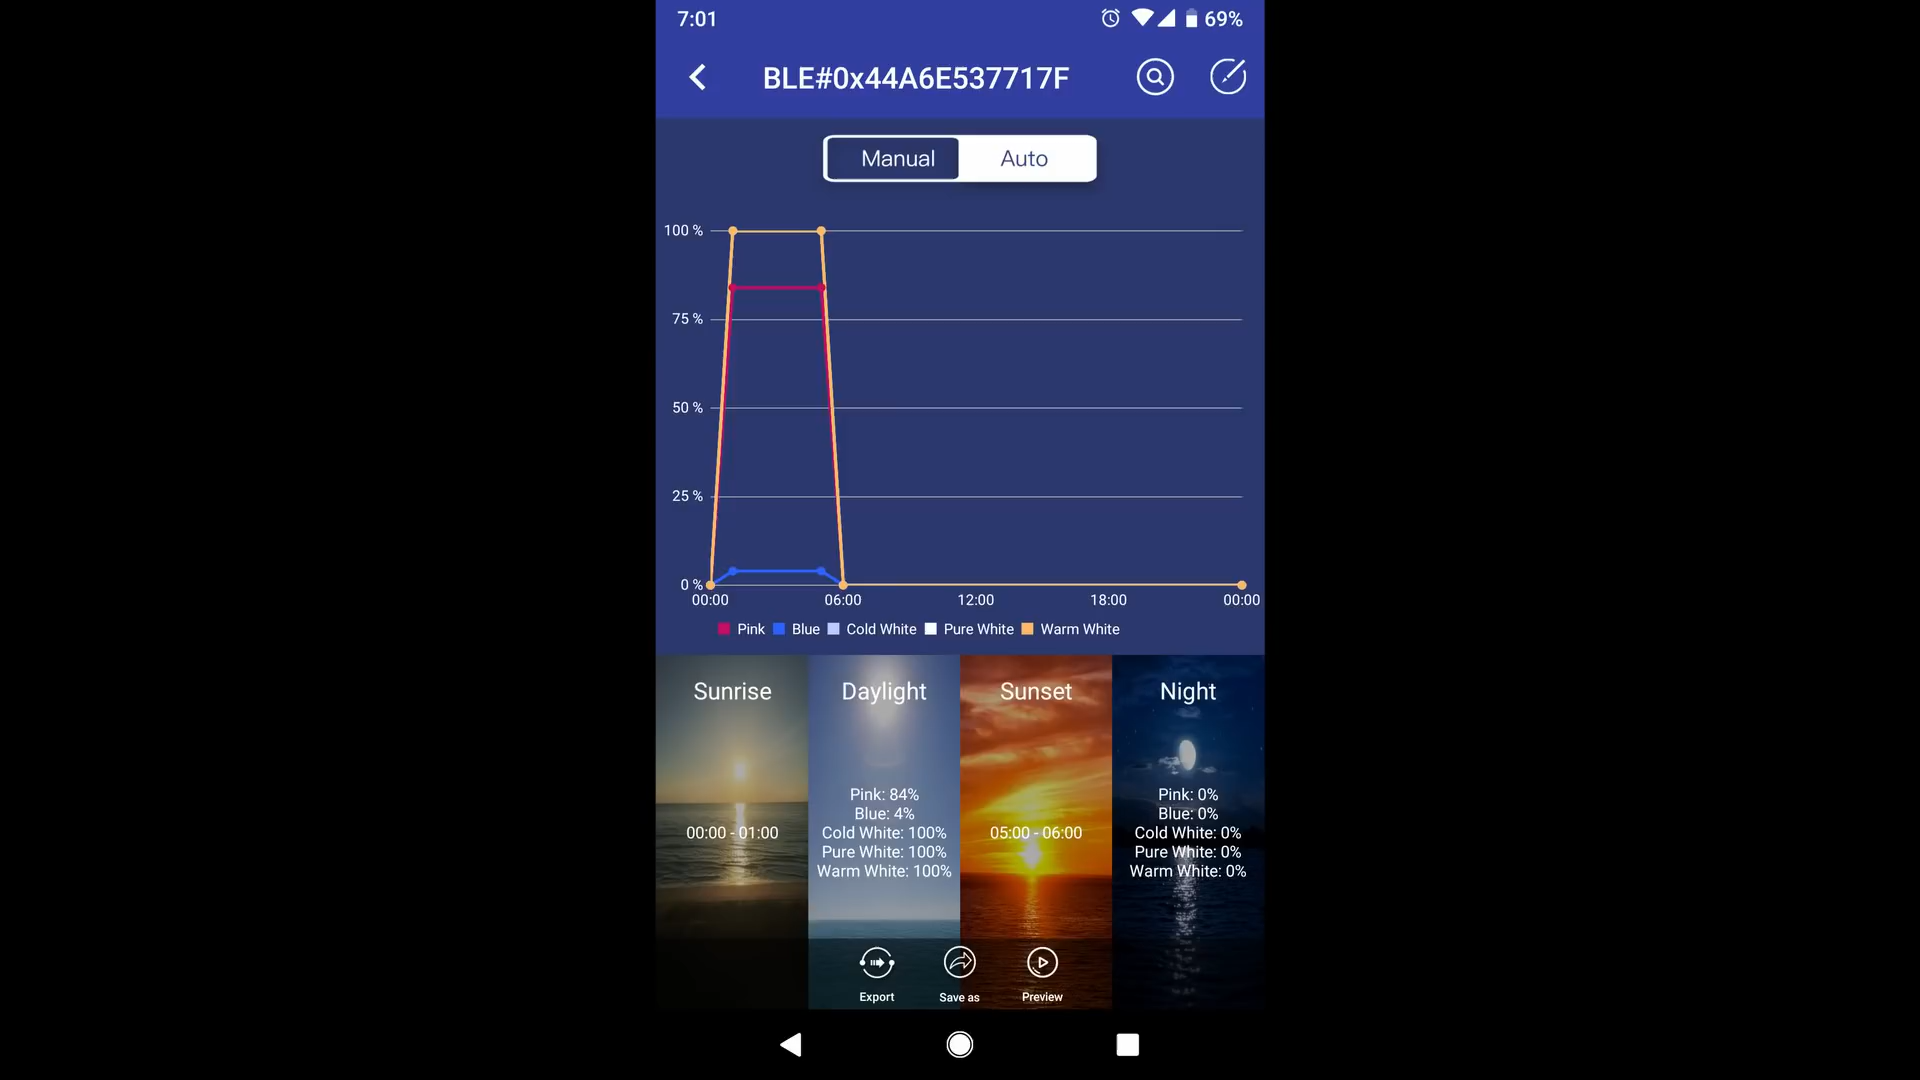 7:01
69%
BLE#0x44A6E537717F
Manual
Auto
100 %
75 %
50 %
25 %
0 %
00:00
06:00
12:00
18:00
00:00
Pink
Blue
Cold White
Pure White
Warm White
Sunrise
00:00 - 01:00
Daylight
Pink: 84%
Blue: 4%
Cold White: 100%
Pure White: 100%
Warm White: 100%
Sunset
05:00 - 06:00
Night
Pink: 0%
Blue: 0%
Cold White: 0%
Pure White: 0%
Warm White: 0%
Export
Save as
Preview